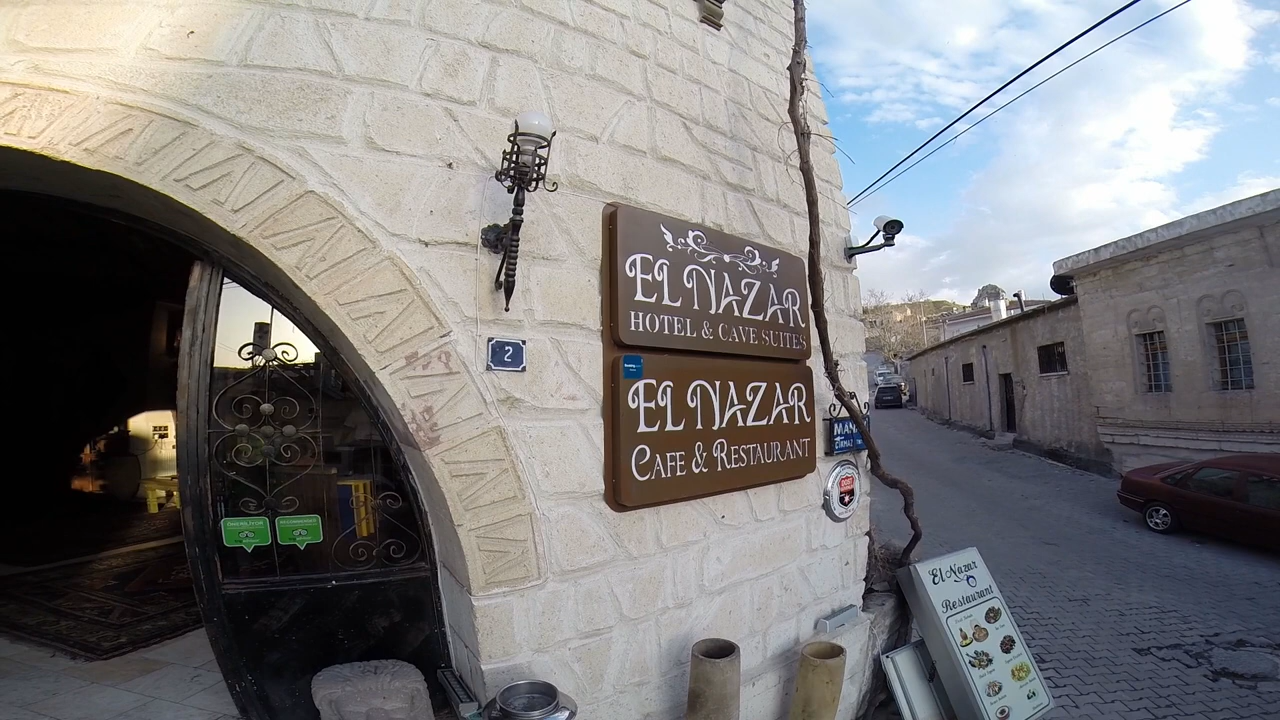 EL NAZAR
HOTEL & CAVE SUITES
2
EL NAZAR
CAFE & RESTAURANT
El Nazar
Restaurant